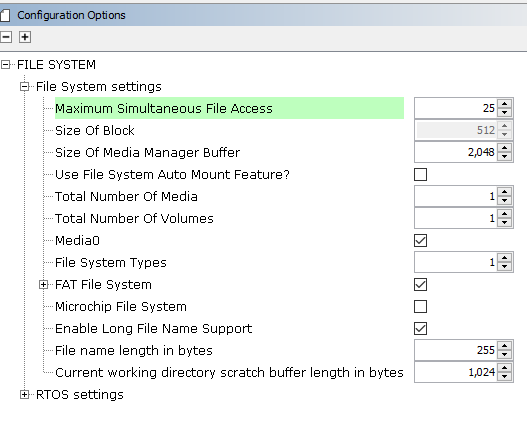 Configuration Options
FILE SYSTEM
File System settings
Maximum Simultaneous File Access 25
Size Of Block 512
Size Of Media Manager Buffer 2,048
Use File System Auto Mount Feature?
Total Number Of Media 1
Total Number Of Volumes 1
Media0
File System Types 1
FAT File System
Microchip File System
Enable Long File Name Support
File name length in bytes 255
Current working directory scratch buffer length in bytes 1,024
RTOS settings